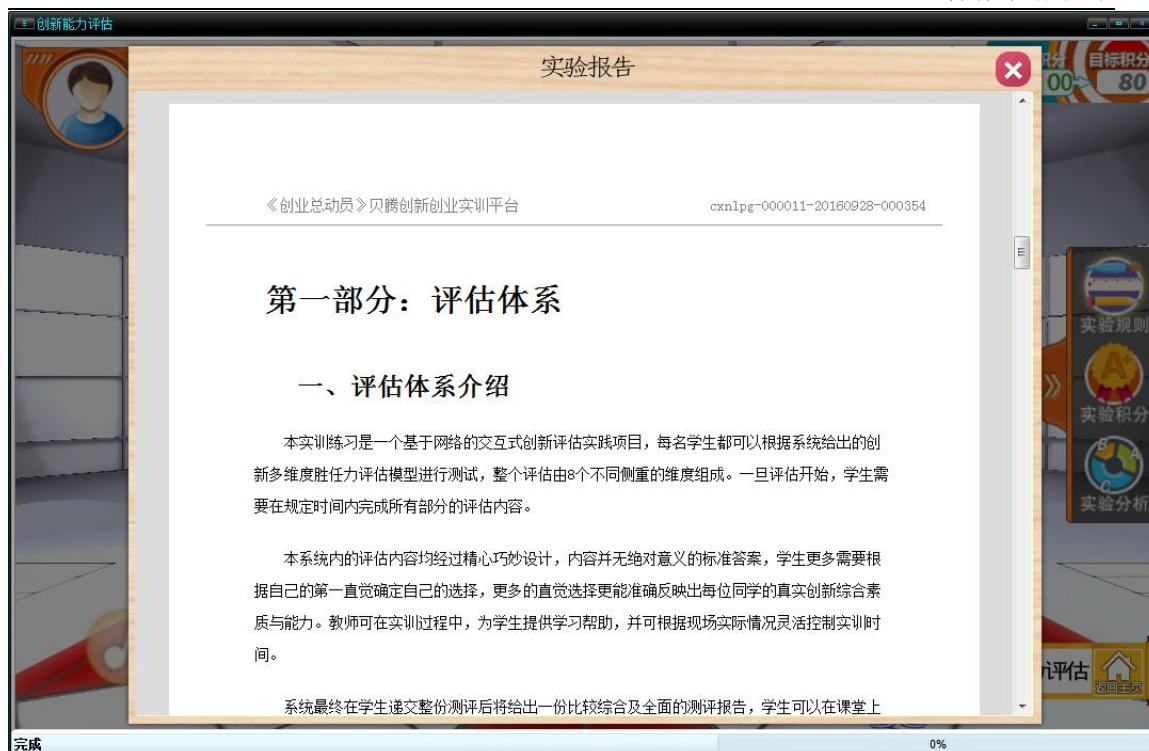 创新能力评估
实验报告
积分
目标积分
00
80
《创业总动员》贝腾创新创业实训平台
cxnlpg-000011-20160928-000354
第一部分：评估体系
一、评估体系介绍
本实训练习是一个基于网络的交互式创新评估实践项目，每名学生都可以根据系统给出的创
新多维度胜任力评估模型进行测试，整个评估由8个不同侧重的维度组成。一旦评估开始，学生需
要在规定时间内完成所有部分的评估内容。
本系统内的评估内容均经过精心巧妙设计，内容并无绝对意义的标准答案，学生更多需要根
据自己的第一直觉确定自己的选择，更多的直觉选择更能准确反映出每位同学的真实创新综合素
质与能力。教师可在实训过程中，为学生提供学习帮助，并可根据现场实际情况灵活控制实训时
间。
系统最终在学生递交整份测评后将给出一份比较综合及全面的测评报告，学生可以在课堂上
实验规则
A+
实验积分
B
A
C
实验分析
评估
返回主页
完成
0%